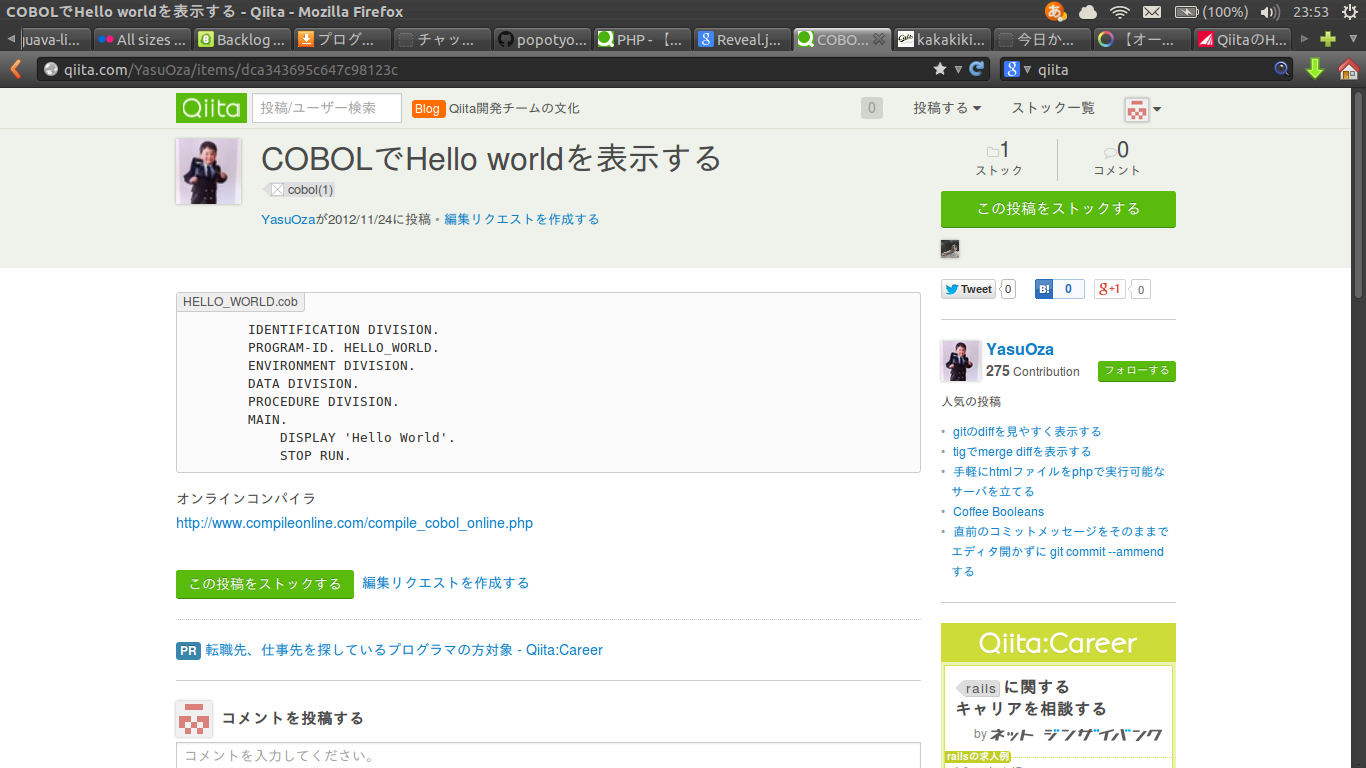 COBOLでHello worldを表示する - Qiita - Mozilla Firefox
あ (100%) 23:53
juava-li... All sizes ... Backlog ... プログ... チャッ... popotyo... PHP - 【... Reveal.j... COBO... kakakiki... 今日か... 【オー... QiitaのH...
qiita.com/YasuOza/items/dca343695c647c98123c qiita
Qiita 投稿/ユーザー検索 Blog Qiita開発チームの文化 0 投稿する ストック一覧
COBOLでHello worldを表示する
cobol(1)
YasuOzaが2012/11/24に投稿 • 編集リクエストを作成する
1 0
ストック コメント
この投稿をストックする
Tweet 0 B! 0 g+1 0
HELLO_WORLD.cob
IDENTIFICATION DIVISION.
PROGRAM-ID. HELLO_WORLD.
ENVIRONMENT DIVISION.
DATA DIVISION.
PROCEDURE DIVISION.
MAIN.
DISPLAY 'Hello World'.
STOP RUN.
オンラインコンパイラ
http://www.compileonline.com/compile_cobol_online.php
この投稿をストックする 編集リクエストを作成する
PR 転職先、仕事先を探しているプログラマの方対象 - Qiita:Career
コメントを投稿する
コメントを入力してください。
YasuOza
275 Contribution フォローする
人気の投稿
• gitのdiffを見やすく表示する
• tigでmerge diffを表示する
• 手軽にhtmlファイルをphpで実行可能な
サーバを立てる
• Coffee Booleans
• 直前のコミットメッセージをそのままで
エディタ開かずに git commit --ammend
する
Qiita:Career
rails に関する
キャリアを相談する
by ネット ジンザイバンク
railsの求人例